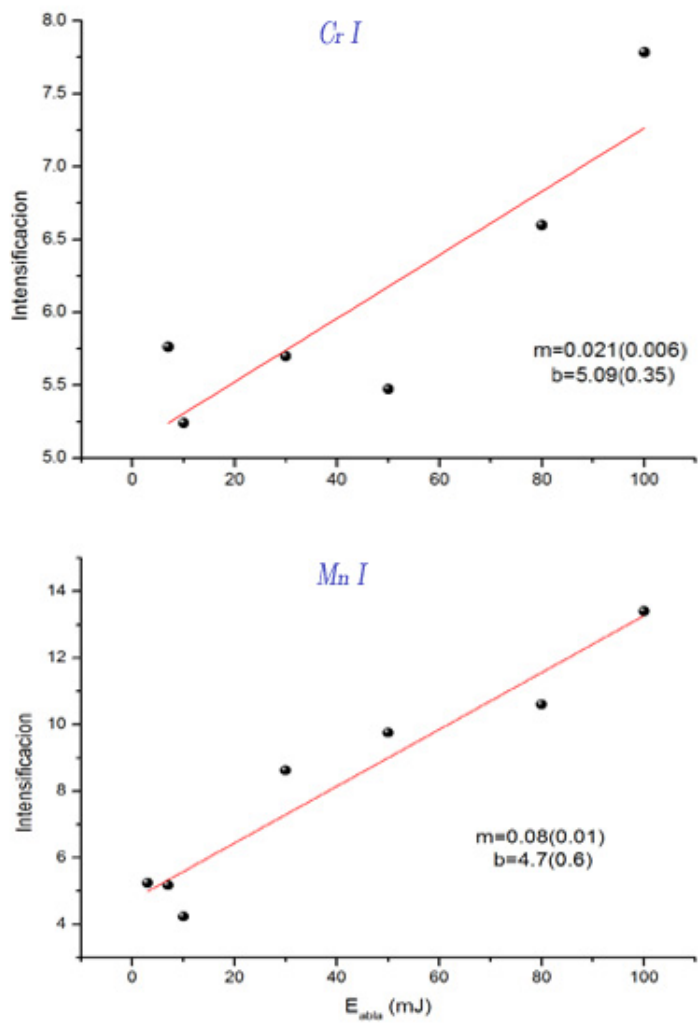 Cr I
8.0
7.5
7.0
6.5
6.0
5.5
5.0
Intensificacion
m=0.021(0.006)
b=5.09(0.35)
0 20 40 60 80 100
Mn I
14
12
10
8
6
4
Intensificacion
m=0.08(0.01)
b=4.7(0.6)
0 20 40 60 80 100
E_abla (mJ)